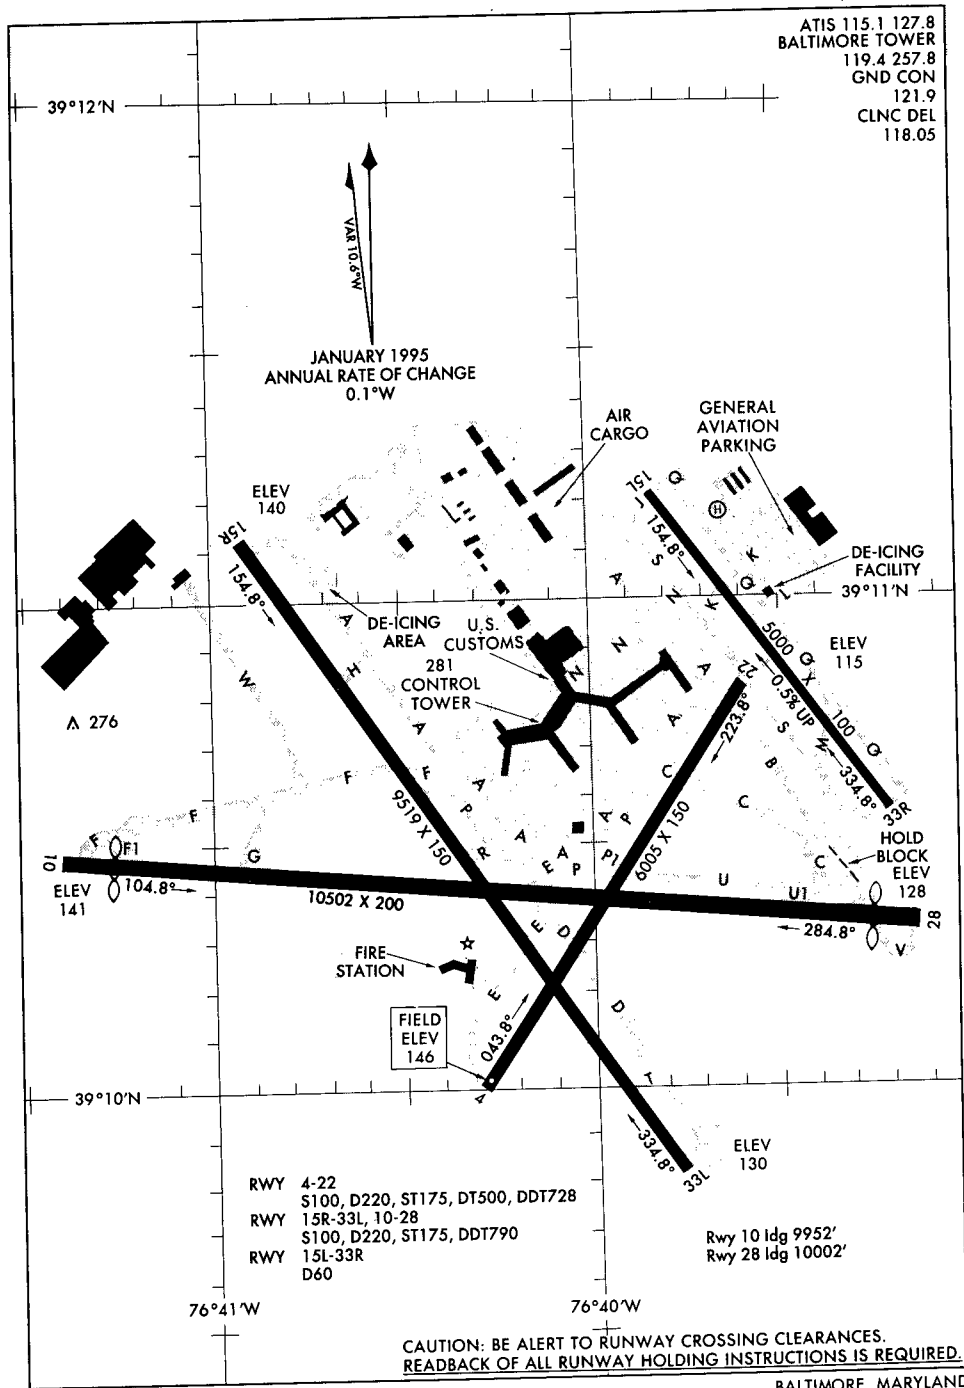 ATIS 115.1 127.8
BALTIMORE TOWER
119.4 257.8
GND CON
121.9
CLNC DEL
118.05
39°12'N
VAR 10.6°W
JANUARY 1995
ANNUAL RATE OF CHANGE
0.1°W
AIR
CARGO
GENERAL
AVIATION
PARKING
ELEV
140
15R
154.8°
15L
154.8°
Q
H
K
Q
L
S
N
K
A
DE-ICING
FACILITY
39°11'N
DE-ICING
AREA
U.S.
CUSTOMS
281
CONTROL
TOWER
A
H
W
N
N
N
A
22
223.8°
5000 X 100
0.5% UP
Q
Q
ELEV
115
M
334.8°
33R
276
A
F
F
F
F
A
P
R
A
A
P
C
A
C
B
S
C
9519 X 150
6005 X 150
HOLD
BLOCK
ELEV
128
F1
G
E
A
P
P1
U
U1
10
104.8°
ELEV
141
10502 X 200
284.8°
28
V
FIRE
STATION
E
D
E
D
T
FIELD
ELEV
146
043.8°
4
39°10'N
334.8°
33L
ELEV
130
RWY 4-22
S100, D220, ST175, DT500, DDT728
RWY 15R-33L, 10-28
S100, D220, ST175, DDT790
RWY 15L-33R
D60
Rwy 10 ldg 9952'
Rwy 28 ldg 10002'
76°41'W
76°40'W
CAUTION: BE ALERT TO RUNWAY CROSSING CLEARANCES.
READBACK OF ALL RUNWAY HOLDING INSTRUCTIONS IS REQUIRED.
BALTIMORE, MARYLAND